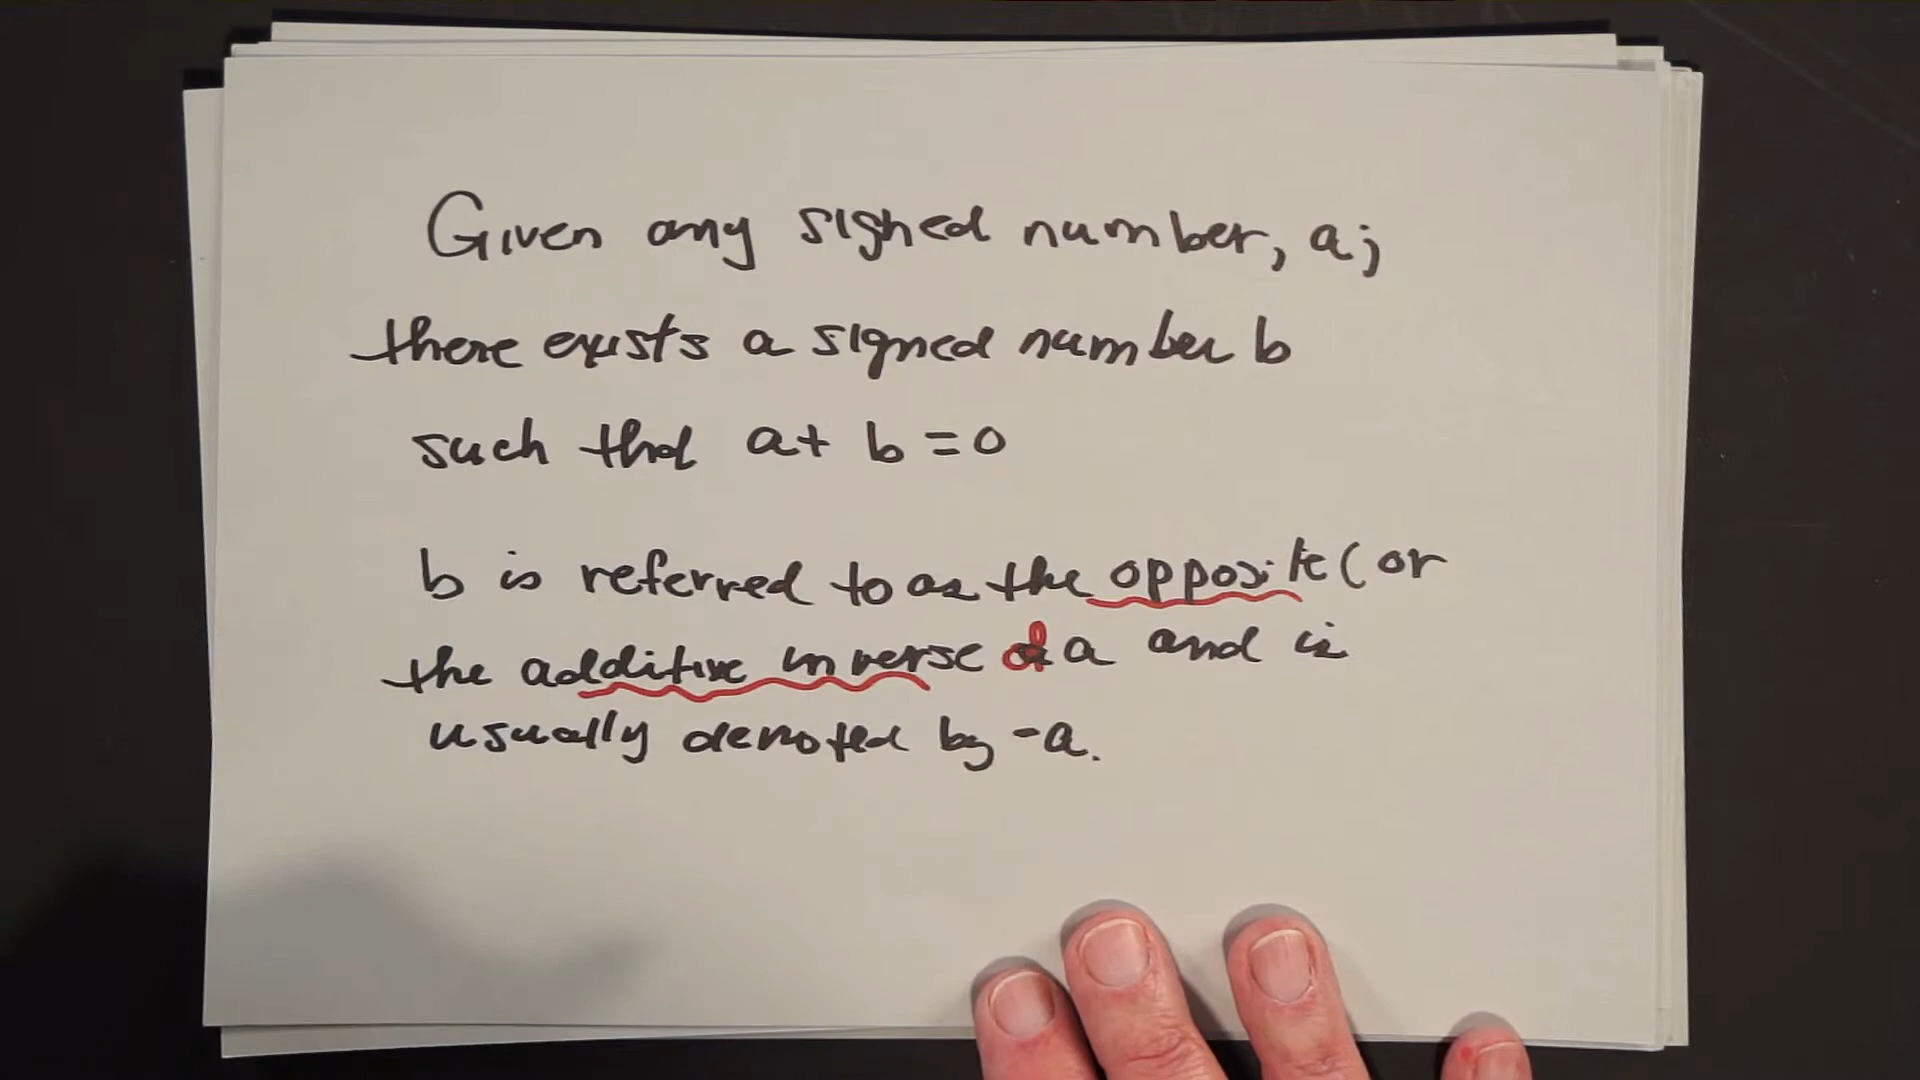 Given any signed number, a;
there exists a signed number b
such that a + b = 0
b is referred to as the opposite (or
the additive inverse of a and is
usually denoted by -a.